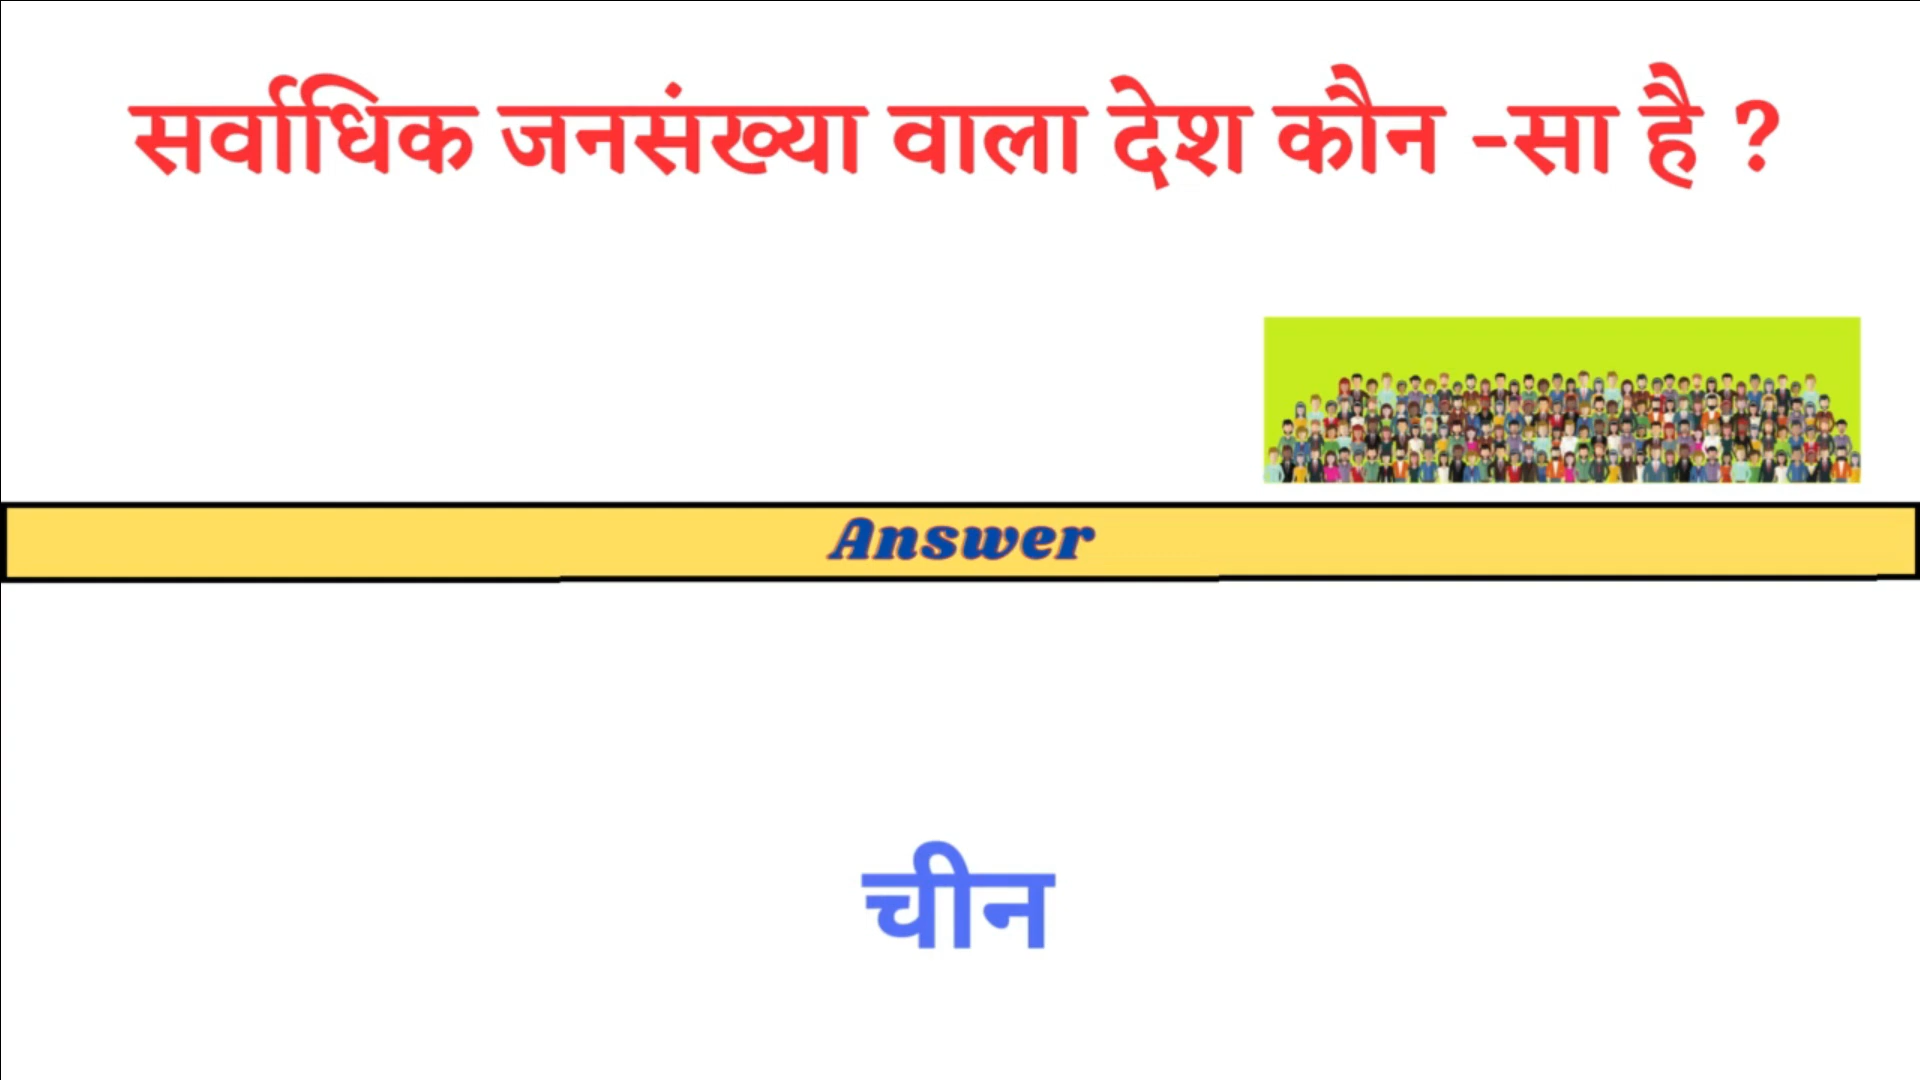 सर्वाधिक जनसंख्या वाला देश कौन -सा है ?
Answer
चीन